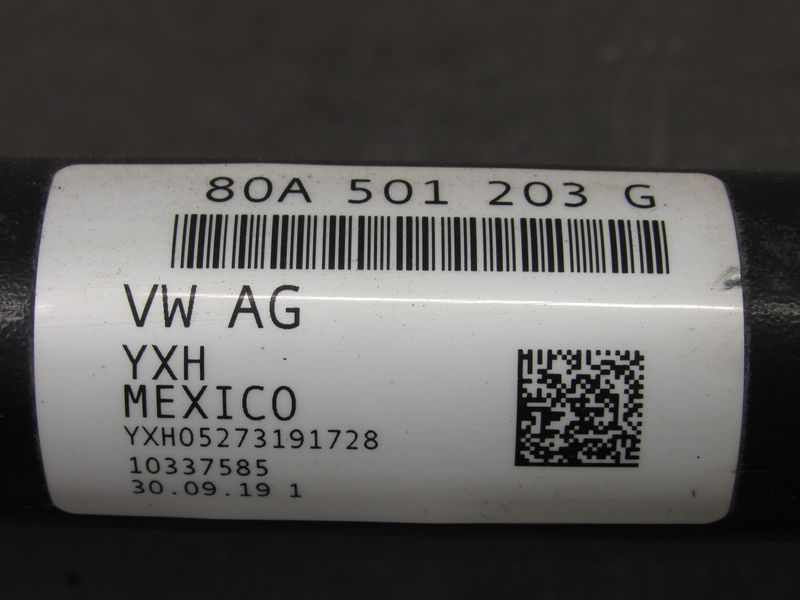 80A 501 203 G
VW AG
YXH
MEXICO
YXH05273191728
10337585
30.09.19 1